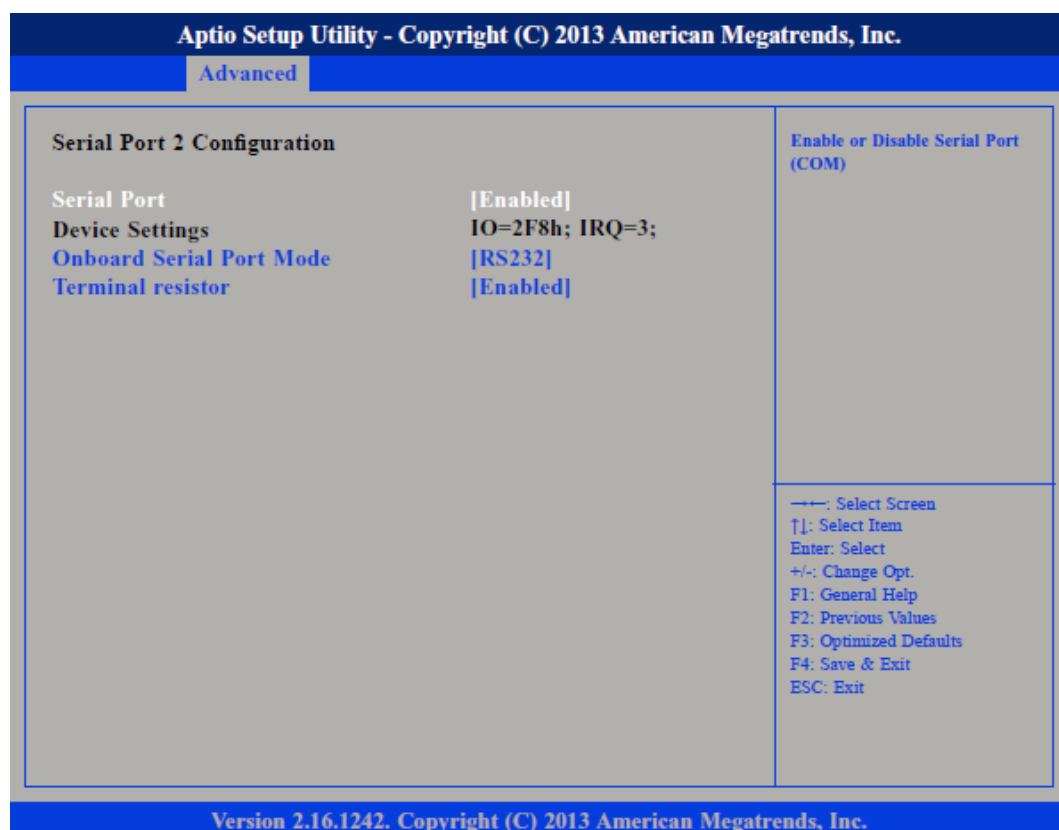 Aptio Setup Utility - Copyright (C) 2013 American Megatrends, Inc.
Advanced
Serial Port 2 Configuration
Serial Port [Enabled]
Device Settings IO=2F8h; IRQ=3;
Onboard Serial Port Mode [RS232]
Terminal resistor [Enabled]
Enable or Disable Serial Port
(COM)
→←: Select Screen
↑↓: Select Item
Enter: Select
+/-: Change Opt.
F1: General Help
F2: Previous Values
F3: Optimized Defaults
F4: Save & Exit
ESC: Exit
Version 2.16.1242. Copyright (C) 2013 American Megatrends, Inc.